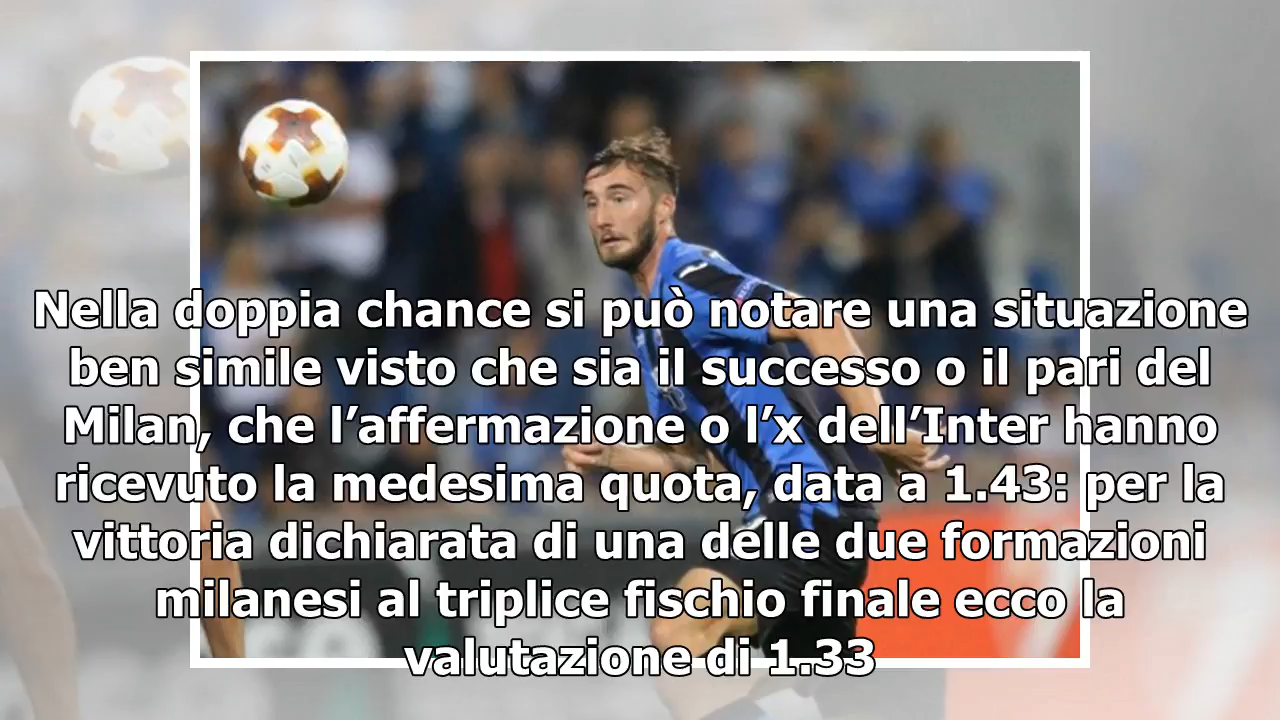 Nella doppia chance si può notare una situazione
ben simile visto che sia il successo o il pari del
Milan, che l’affermazione o l’x dell’Inter hanno
ricevuto la medesima quota, data a 1.43: per la
vittoria dichiarata di una delle due formazioni
milanesi al triplice fischio finale ecco la
valutazione di 1.33